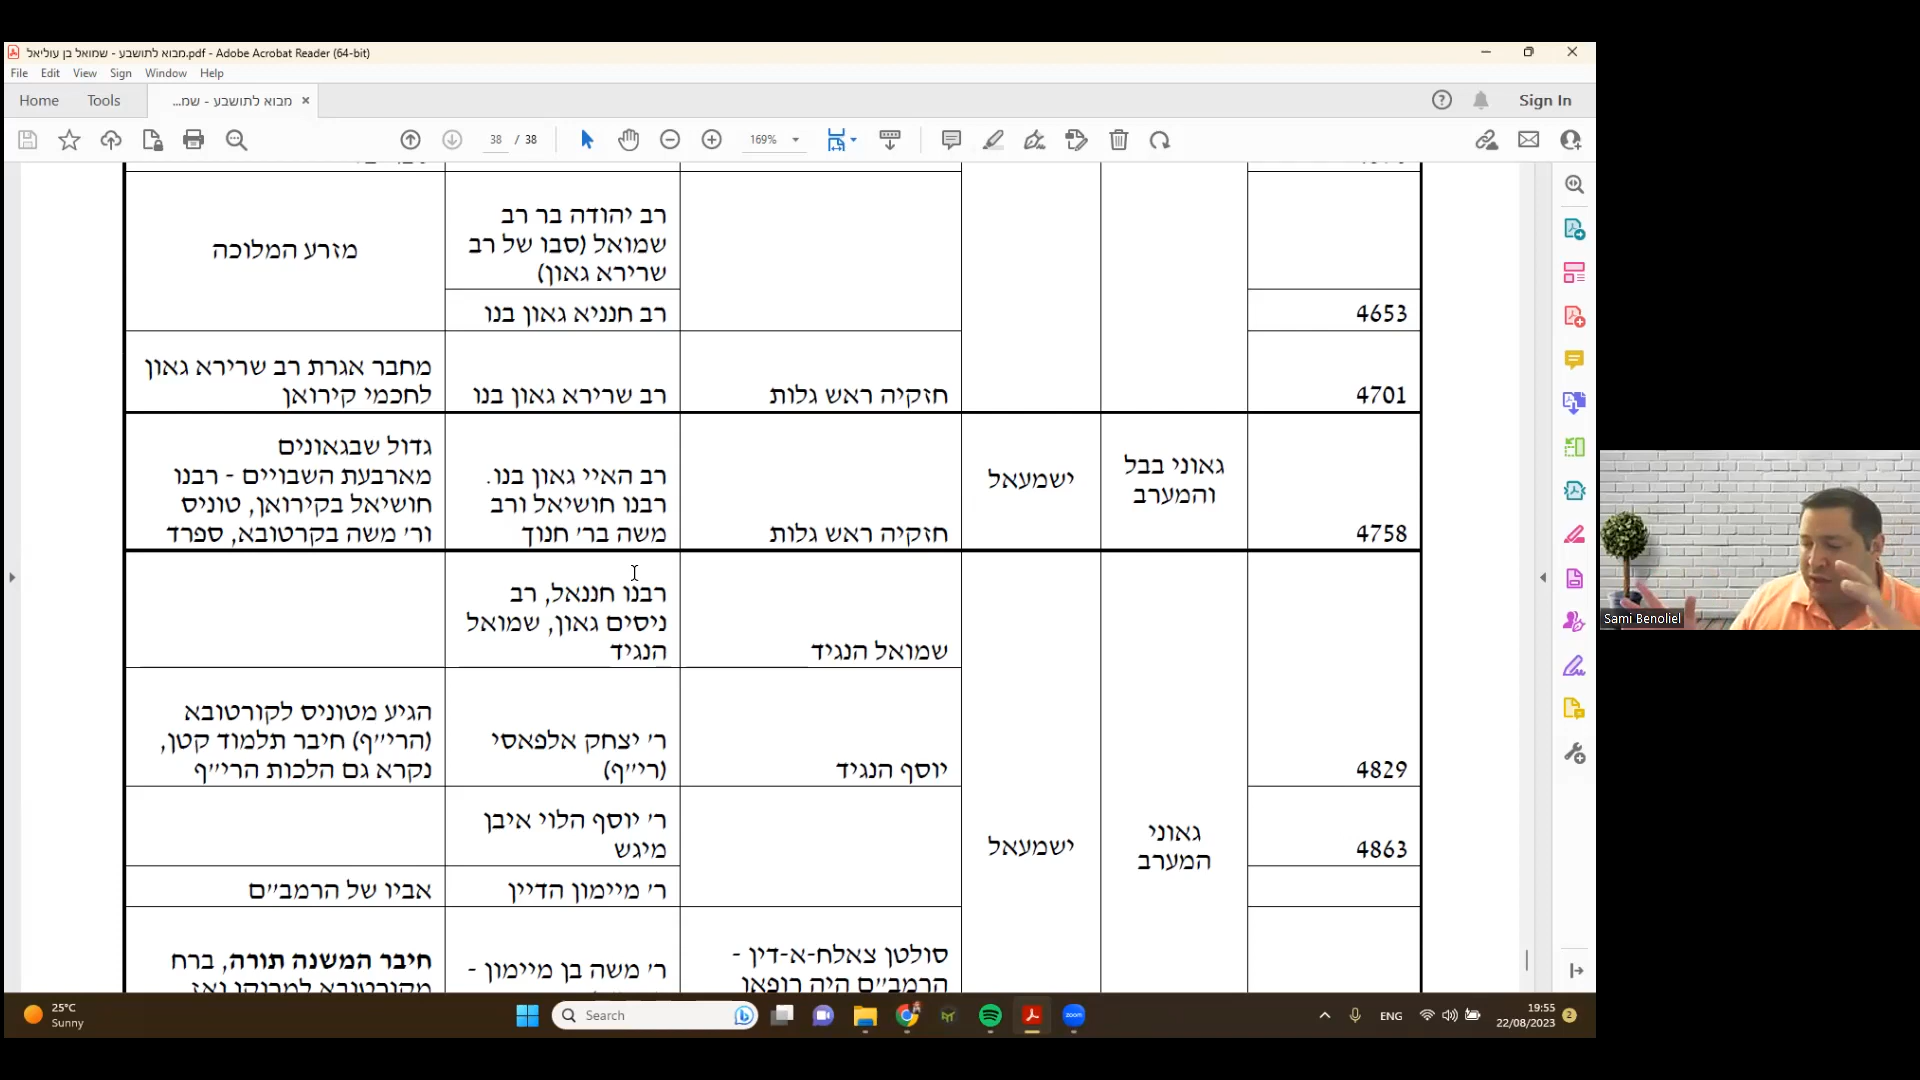 מבוא לתושבע - שמואל בן עוליאל.pdf - Adobe Acrobat Reader (64-bit)
File Edit View Sign Window Help
Home Tools מבוא לתושבע - שמ... Sign In
38 / 38 169%
רב יהודה בר רב
שמואל (סבו של רב
שרירא גאון)
מזרע המלוכה
4653
רב חנניא גאון בנו
4701
חזקיה ראש גלות
רב שרירא גאון בנו
מחבר אגרת רב שרירא גאון
לחכמי קירואן
4758
גאוני בבל
והמערב
ישמעאל
חזקיה ראש גלות
רב האיי גאון בנו.
רבנו חושיאל ורב
משה בר׳ חנוך
גדול שבגאונים
מארבעת השבויים - רבנו
חושיאל בקירואן, טוניס
ור׳ משה בקרטובא, ספרד
גאוני
המערב
ישמעאל
שמואל הנגיד
רבנו חננאל, רב
ניסים גאון, שמואל
הנגיד
4829
יוסף הנגיד
ר׳ יצחק אלפאסי
(רי״ף)
הגיע מטוניס לקורטובא
(הרי״ף) חיבר תלמוד קטן,
נקרא גם הלכות הרי״ף
4863
ר׳ יוסף הלוי איבן
מיגש
ר׳ מיימון הדיין
אביו של הרמב״ם
סולטן צאלח-א-דין -
הרמב״ם היה רופאו
ר׳ משה בן מיימון -
חיבר המשנה תורה, ברח
מקורטובא למרוקו ואז
Sami Benoliel
25°C
Sunny
Search
zoom
ENG
19:55
22/08/2023
2